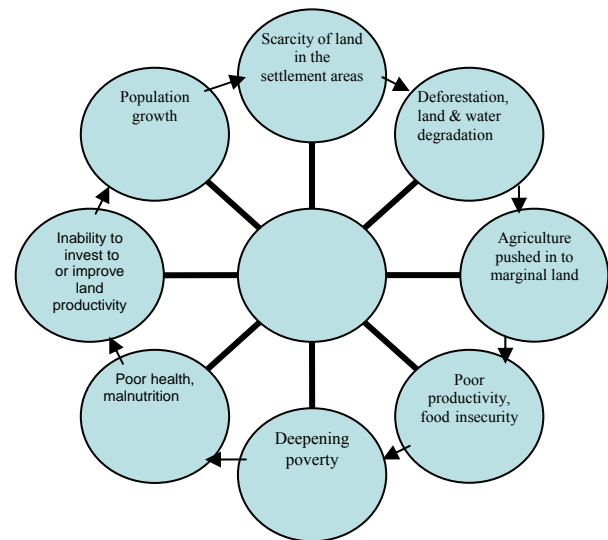 Scarcity of land
in the
settlement areas
Deforestation,
land & water
degradation
Agriculture
pushed in to
marginal land
Poor
productivity,
food insecurity
Deepening
poverty
Poor health,
malnutrition
Inability to
invest to
or improve
land
productivity
Population
growth